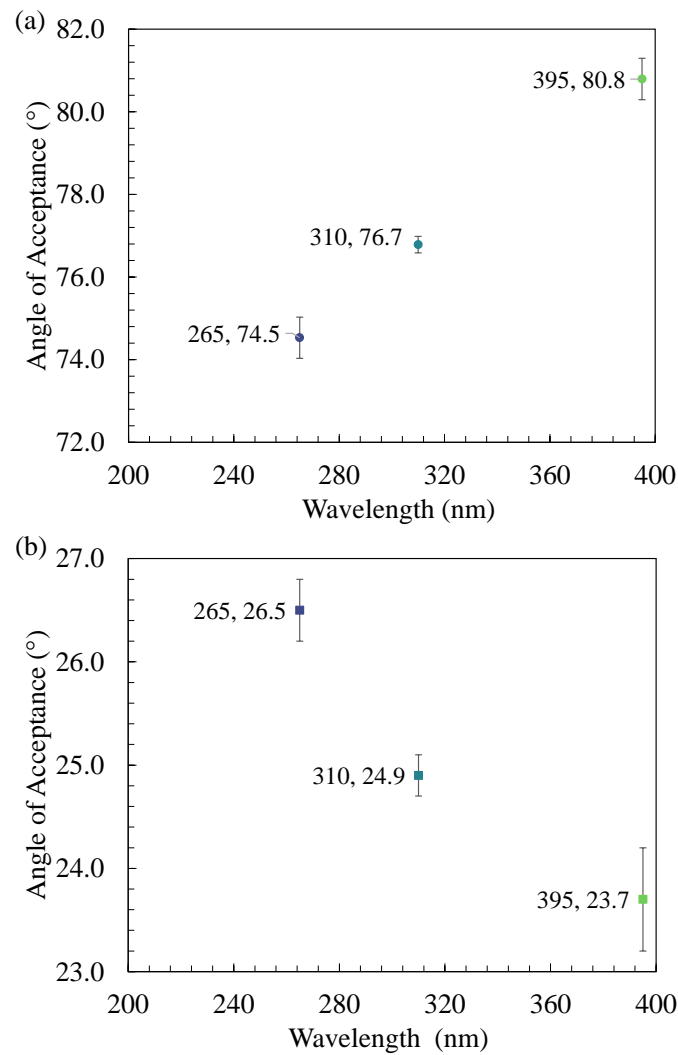 (a)
82.0
395, 80.8
80.0
78.0
310, 76.7
76.0
265, 74.5
74.0
72.0
200 240 280 320 360 400
Angle of Acceptance (°)
Wavelength (nm)
(b)
27.0
265, 26.5
26.0
25.0
310, 24.9
24.0
395, 23.7
23.0
200 240 280 320 360 400
Angle of Acceptance (°)
Wavelength (nm)